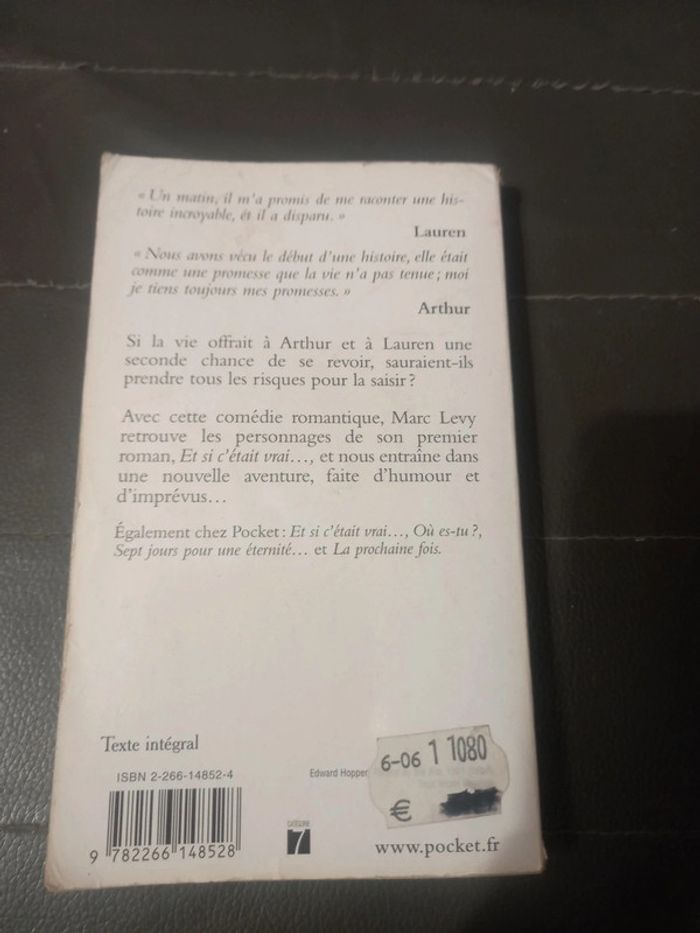 « Un matin, il m'a promis de me raconter une his-
toire incroyable, et il a disparu. »
Lauren
« Nous avons vécu le début d'une histoire, elle était
comme une promesse que la vie n'a pas tenue ; moi
je tiens toujours mes promesses. »
Arthur
Si la vie offrait à Arthur et à Lauren une
seconde chance de se revoir, sauraient-ils
prendre tous les risques pour la saisir ?
Avec cette comédie romantique, Marc Levy
retrouve les personnages de son premier
roman, Et si c'était vrai…, et nous entraîne dans
une nouvelle aventure, faite d'humour et
d'imprévus…
Également chez Pocket : Et si c'était vrai…, Où es-tu ?,
Sept jours pour une éternité… et La prochaine fois.
Texte intégral
ISBN 2-266-14852-4
Edward Hopper
6-06 1 1080
€
CATÉGORIE
7
9 782266 148528
www.pocket.fr